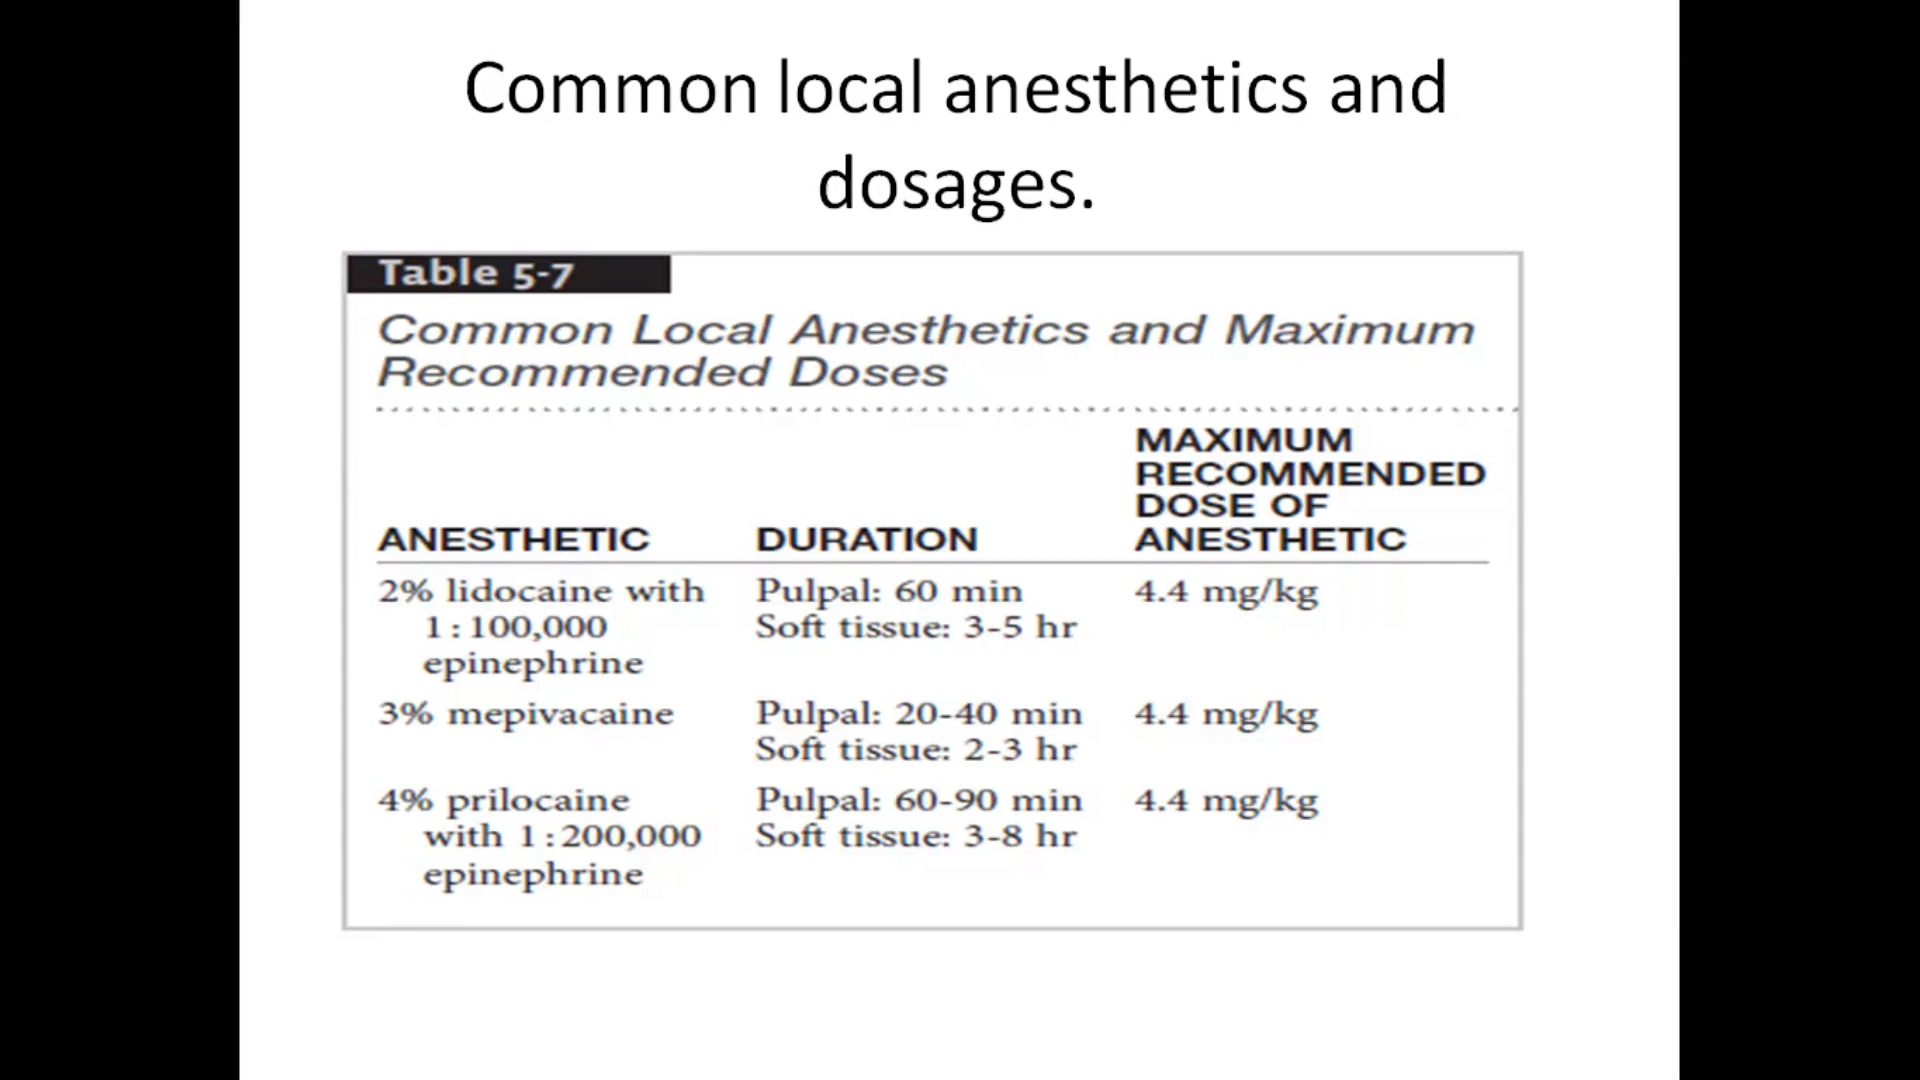 Common local anesthetics and
dosages.
Table 5-7
Common Local Anesthetics and Maximum
Recommended Doses
MAXIMUM
RECOMMENDED
DOSE OF
ANESTHETIC DURATION ANESTHETIC
2% lidocaine with Pulpal: 60 min 4.4 mg/kg
1:100,000 Soft tissue: 3-5 hr
epinephrine
3% mepivacaine Pulpal: 20-40 min 4.4 mg/kg
Soft tissue: 2-3 hr
4% prilocaine Pulpal: 60-90 min 4.4 mg/kg
with 1:200,000 Soft tissue: 3-8 hr
epinephrine